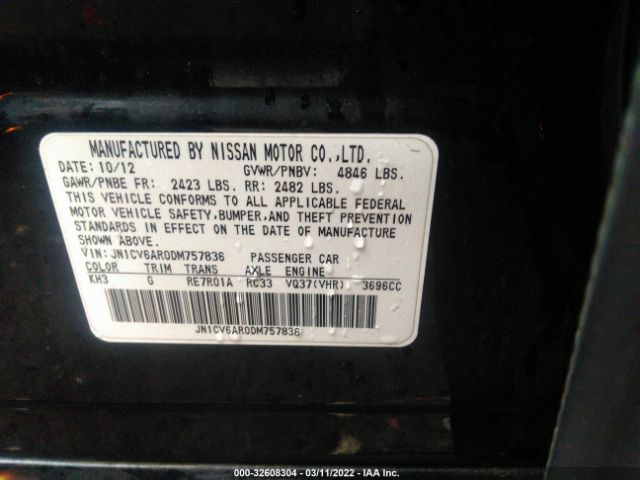 MANUFACTURED BY NISSAN MOTOR CO.,LTD.
DATE: 10/12 GVWR/PNBV: 4846 LBS.
GAWR/PNBE FR: 2423 LBS. RR: 2482 LBS.
THIS VEHICLE CONFORMS TO ALL APPLICABLE FEDERAL
MOTOR VEHICLE SAFETY,BUMPER,AND THEFT PREVENTION
STANDARDS IN EFFECT ON THE DATE OF MANUFACTURE
SHOWN ABOVE.
VIN: JN1CV6AR0DM757836 PASSENGER CAR
COLOR TRIM TRANS AXLE ENGINE
KH3 G RE7R01A RC33 VQ37(VHR) 3696CC
JN1CV6AR0DM757836
000-32608304 - 03/11/2022 - IAA Inc.